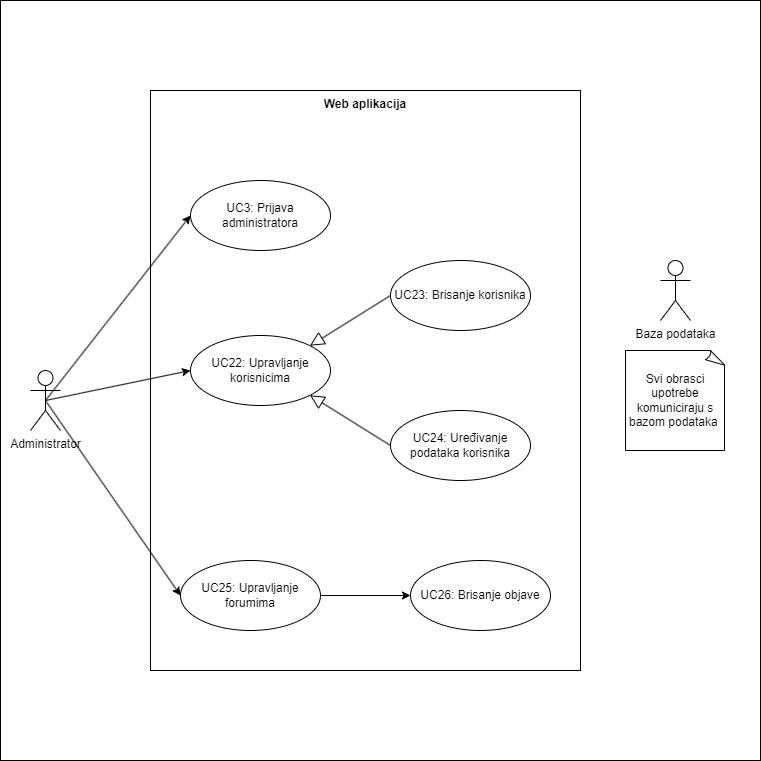 Web aplikacija
UC3: Prijava
administratora
UC23: Brisanje korisnika
Baza podataka
UC22: Upravljanje
korisnicima
Svi obrasci
upotrebe
komuniciraju s
bazom podataka
Administrator
UC24: Uređivanje
podataka korisnika
UC25: Upravljanje
forumima
UC26: Brisanje objave